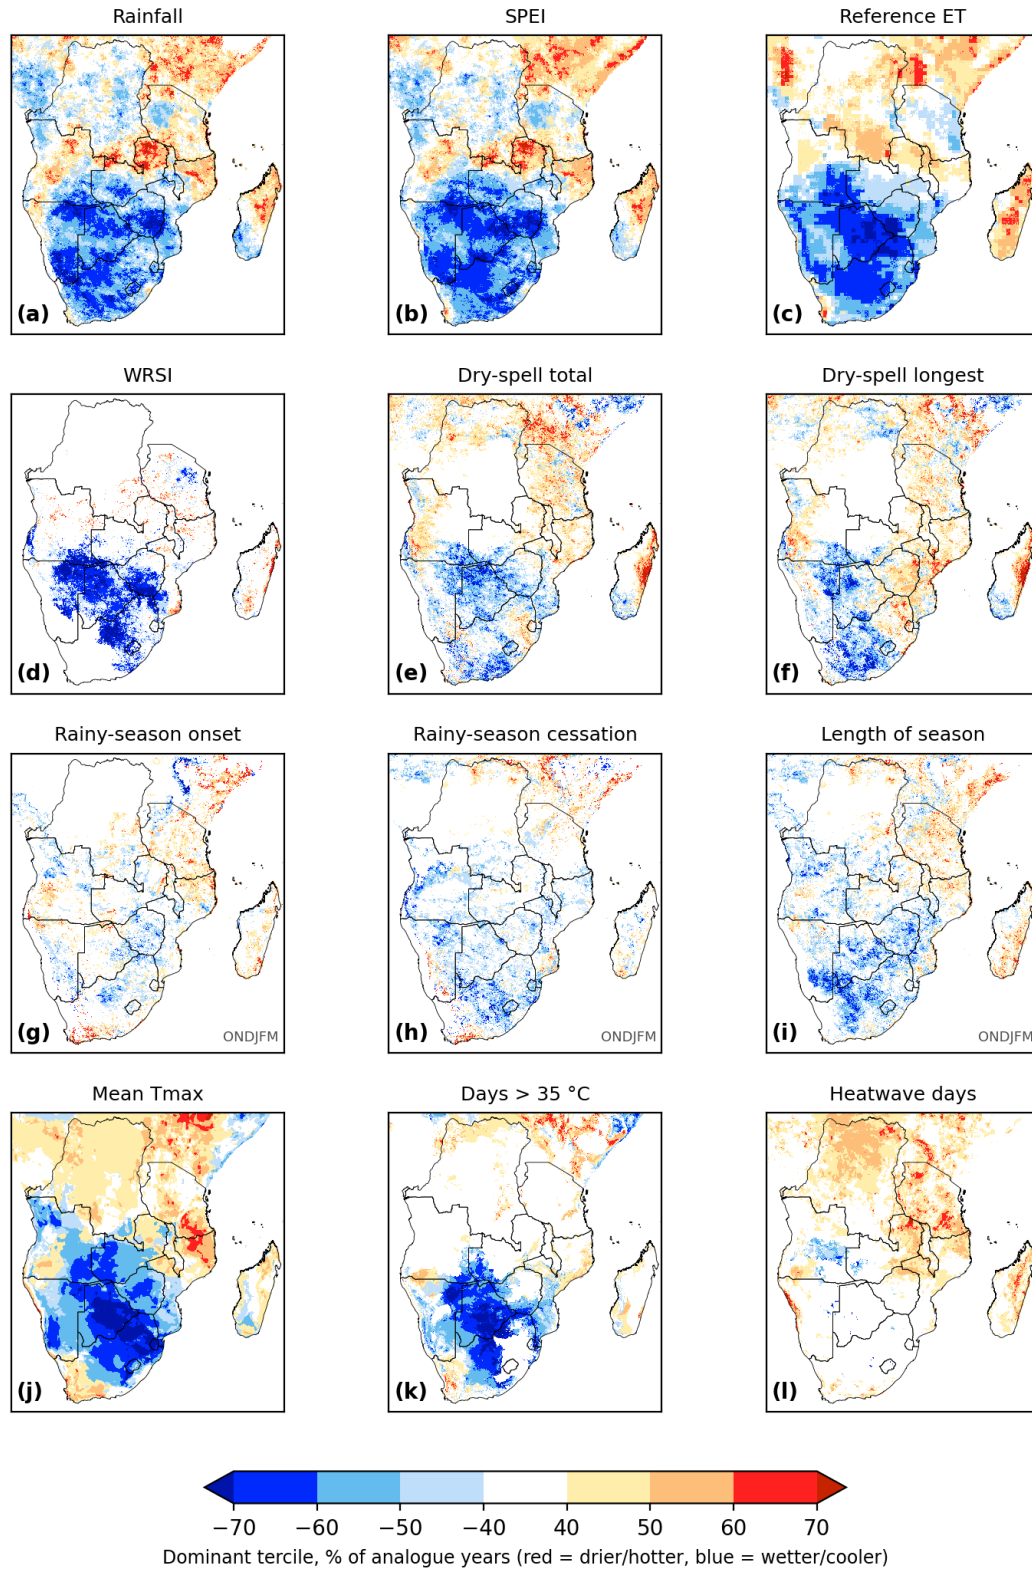 Rainfall
SPEI
Reference ET
(a)
(b)
(c)
WRSI
Dry-spell total
Dry-spell longest
(d)
(e)
(f)
Rainy-season onset
Rainy-season cessation
Length of season
(g)
ONDJFM
(h)
ONDJFM
(i)
ONDJFM
Mean Tmax
Days > 35 °C
Heatwave days
(j)
(k)
(l)
−70 −60 −50 −40 40 50 60 70
Dominant tercile, % of analogue years (red = drier/hotter, blue = wetter/cooler)